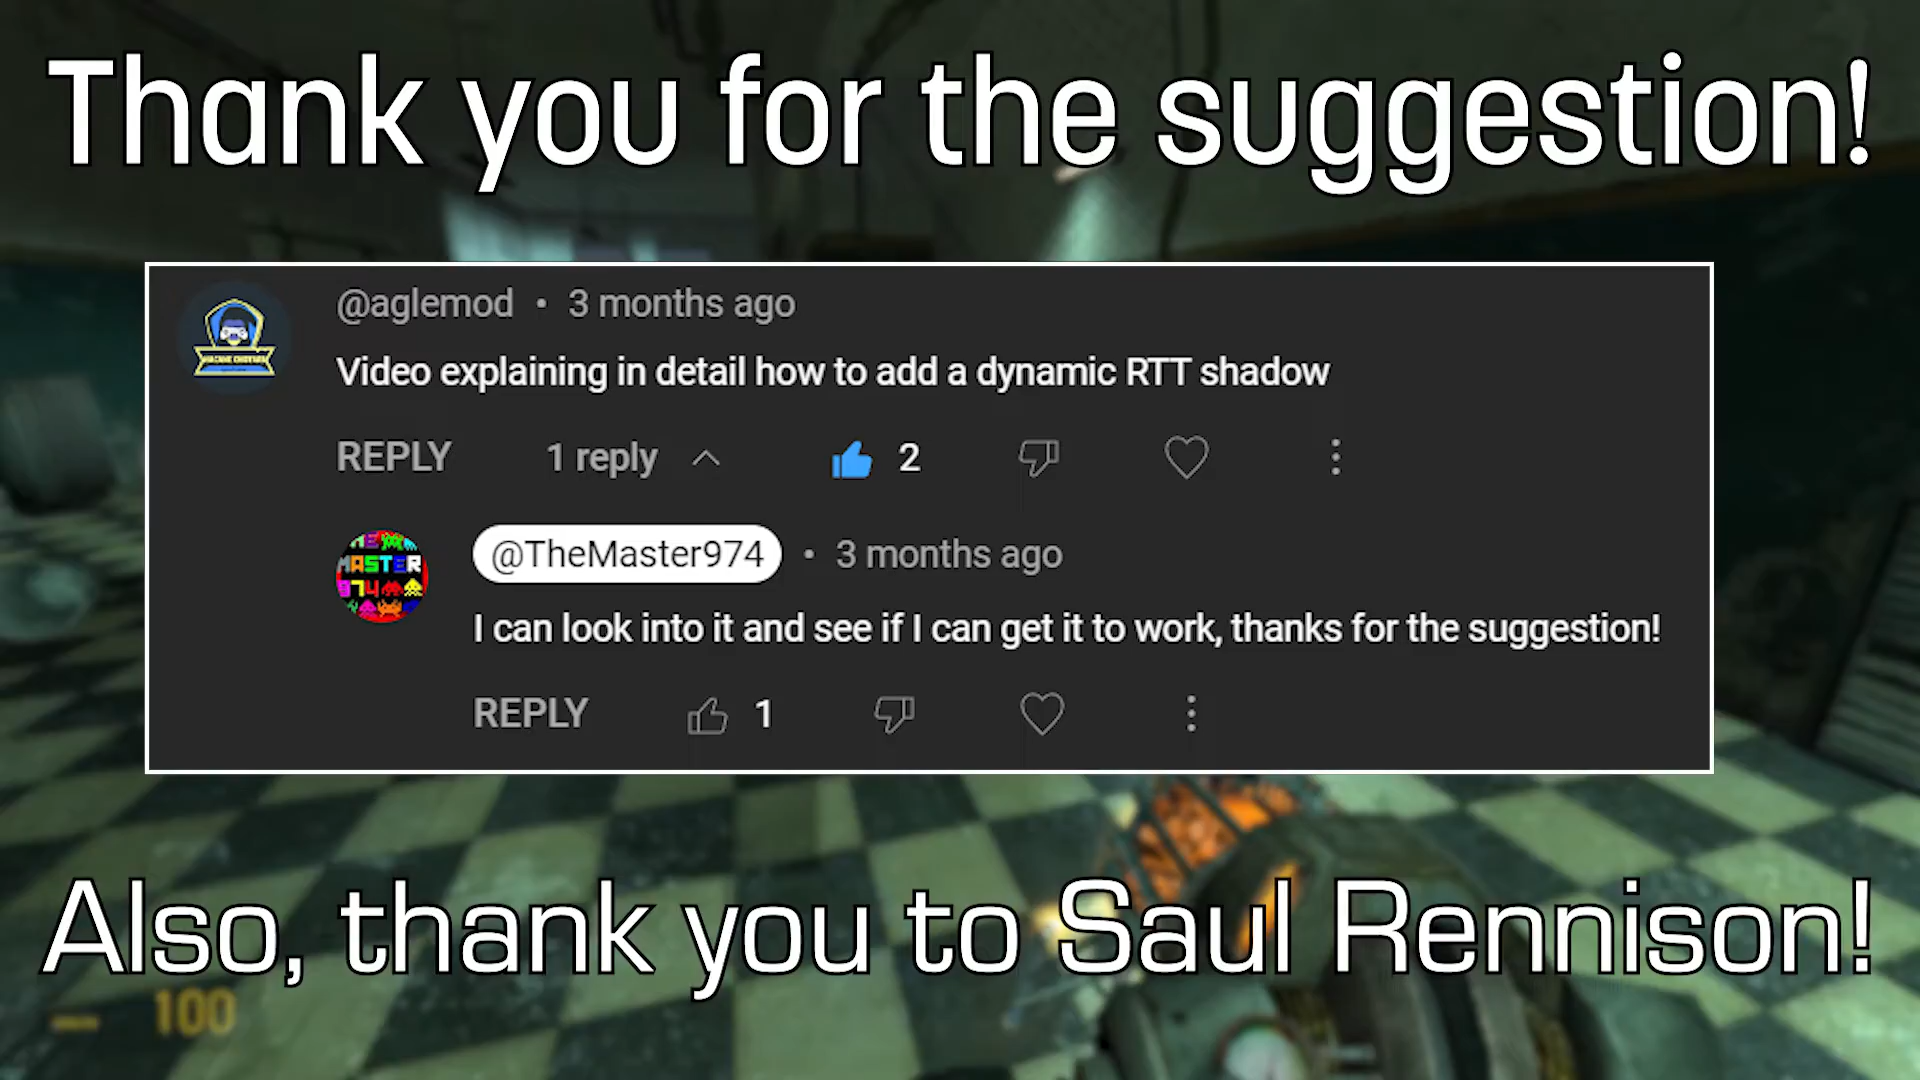 Thank you for the suggestion!
@aglemod • 3 months ago
Video explaining in detail how to add a dynamic RTT shadow
REPLY 1 reply 2
@TheMaster974 • 3 months ago
MASTER
974
I can look into it and see if I can get it to work, thanks for the suggestion!
REPLY 1
Also, thank you to Saul Rennison!
100